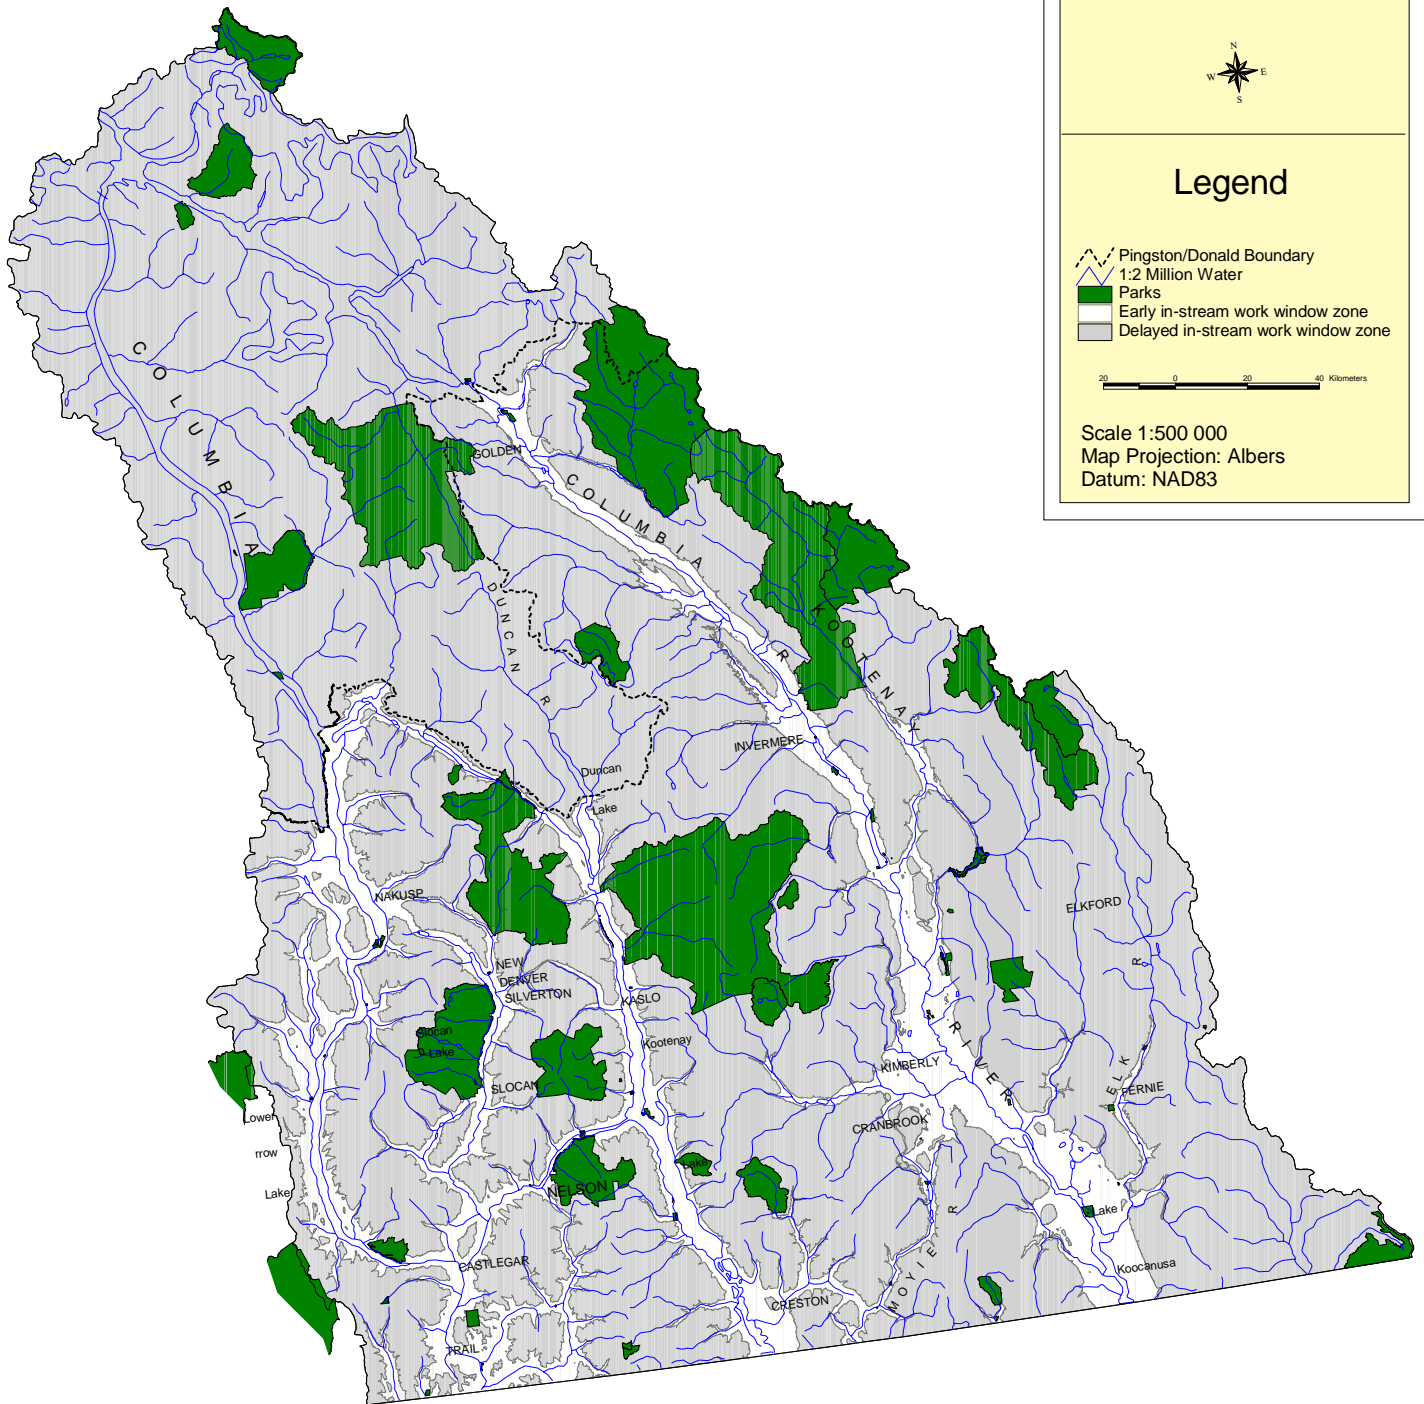 N
W E
S
Legend
Pingston/Donald Boundary
1:2 Million Water
Parks
Early in-stream work window zone
Delayed in-stream work window zone
20 0 20 40 Kilometers
Scale 1:500 000
Map Projection: Albers
Datum: NAD83
COLUMBIA
GOLDEN
COLUMBIA R
KOOTENAY
DUNCAN R
INVERMERE
Duncan
Lake
NAKUSP
ELKFORD
NEW
DENVER
SILVERTON
KASLO
Slocan
Lake
Kootenay
RIVER
R
SLOCAN
KIMBERLY
ELK
FERNIE
Lower
CRANBROOK
rrow
Lake
Lake
NELSON
Lake
MOYIE R
CASTLEGAR
Koocanusa
CRESTON
TRAIL